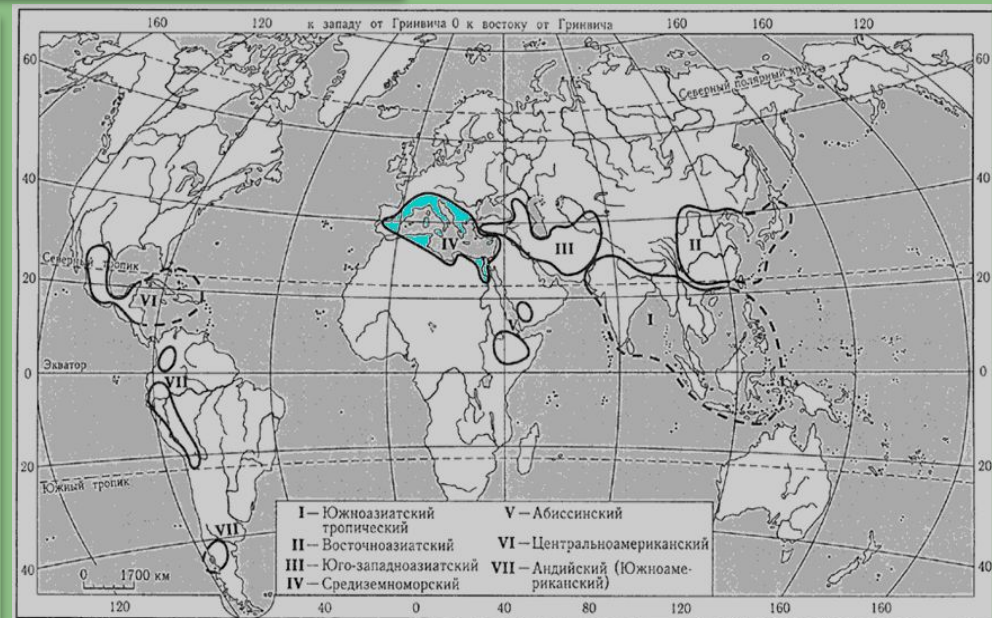 160 120 к западу от Гринвича 0 к востоку от Гринвича 160 160 120
60 60
Северный полярный круг
40 40
IV III II
Северный тропик
20 20
VI I
V
Экватор
0 0
VII
20 20
Южный тропик
VII
I — Южноазиатский тропический
II — Восточноазиатский
III — Юго-западноазиатский
IV — Средиземноморский
V — Абиссинский
VI — Центральноамериканский
VII — Андийский (Южноаме-
риканский)
40 40
0 1700 км
120 40 0 40 80 120 160 160